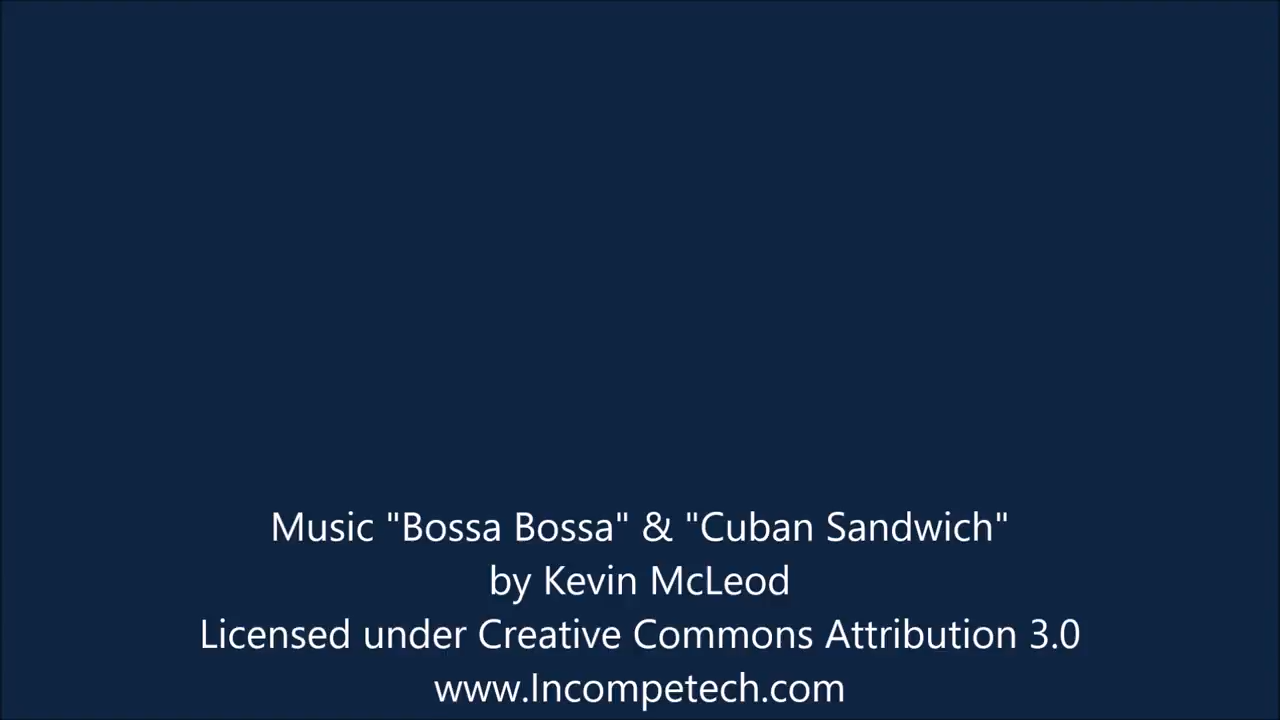 Music "Bossa Bossa" & "Cuban Sandwich"
by Kevin McLeod
Licensed under Creative Commons Attribution 3.0
www.Incompetech.com